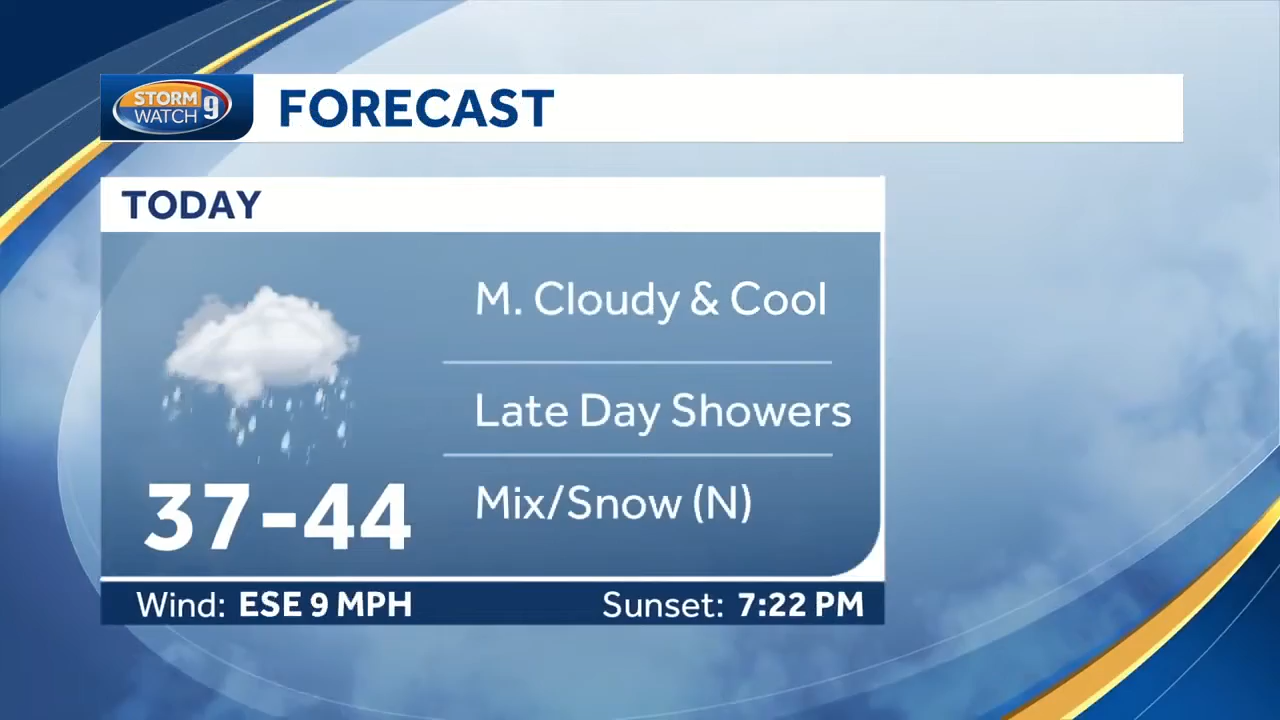 STORM
WATCH 9
FORECAST
TODAY
M. Cloudy & Cool
Late Day Showers
Mix/Snow (N)
37-44
Wind: ESE 9 MPH
Sunset: 7:22 PM